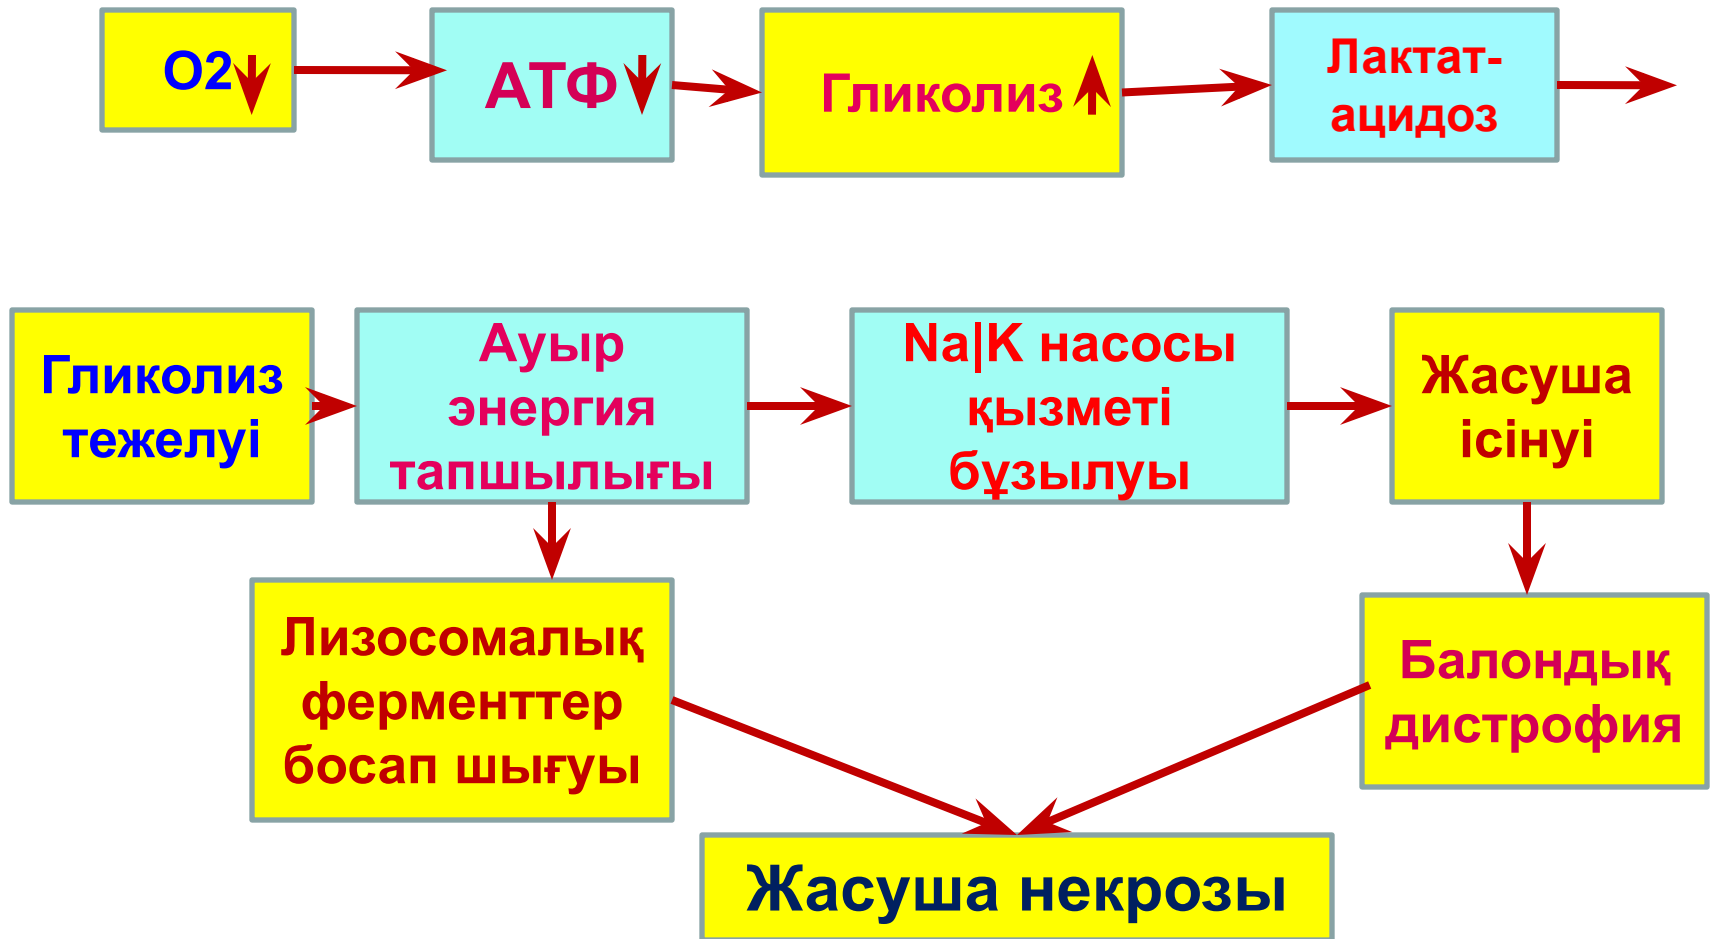 O2
АТФ
Гликолиз
Лактат-
ацидоз
Гликолиз
тежелуі
Ауыр
энергия
тапшылығы
Na|K насосы
қызметі
бұзылуы
Жасуша
ісінуі
Лизосомалық
ферменттер
босап шығуы
Балондық
дистрофия
Жасуша некрозы